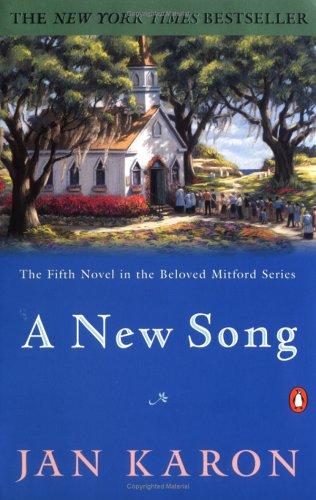 THE NEW YORK TIMES BESTSELLER
The Fifth Novel in the Beloved Mitford Series
A New Song
JAN KARON